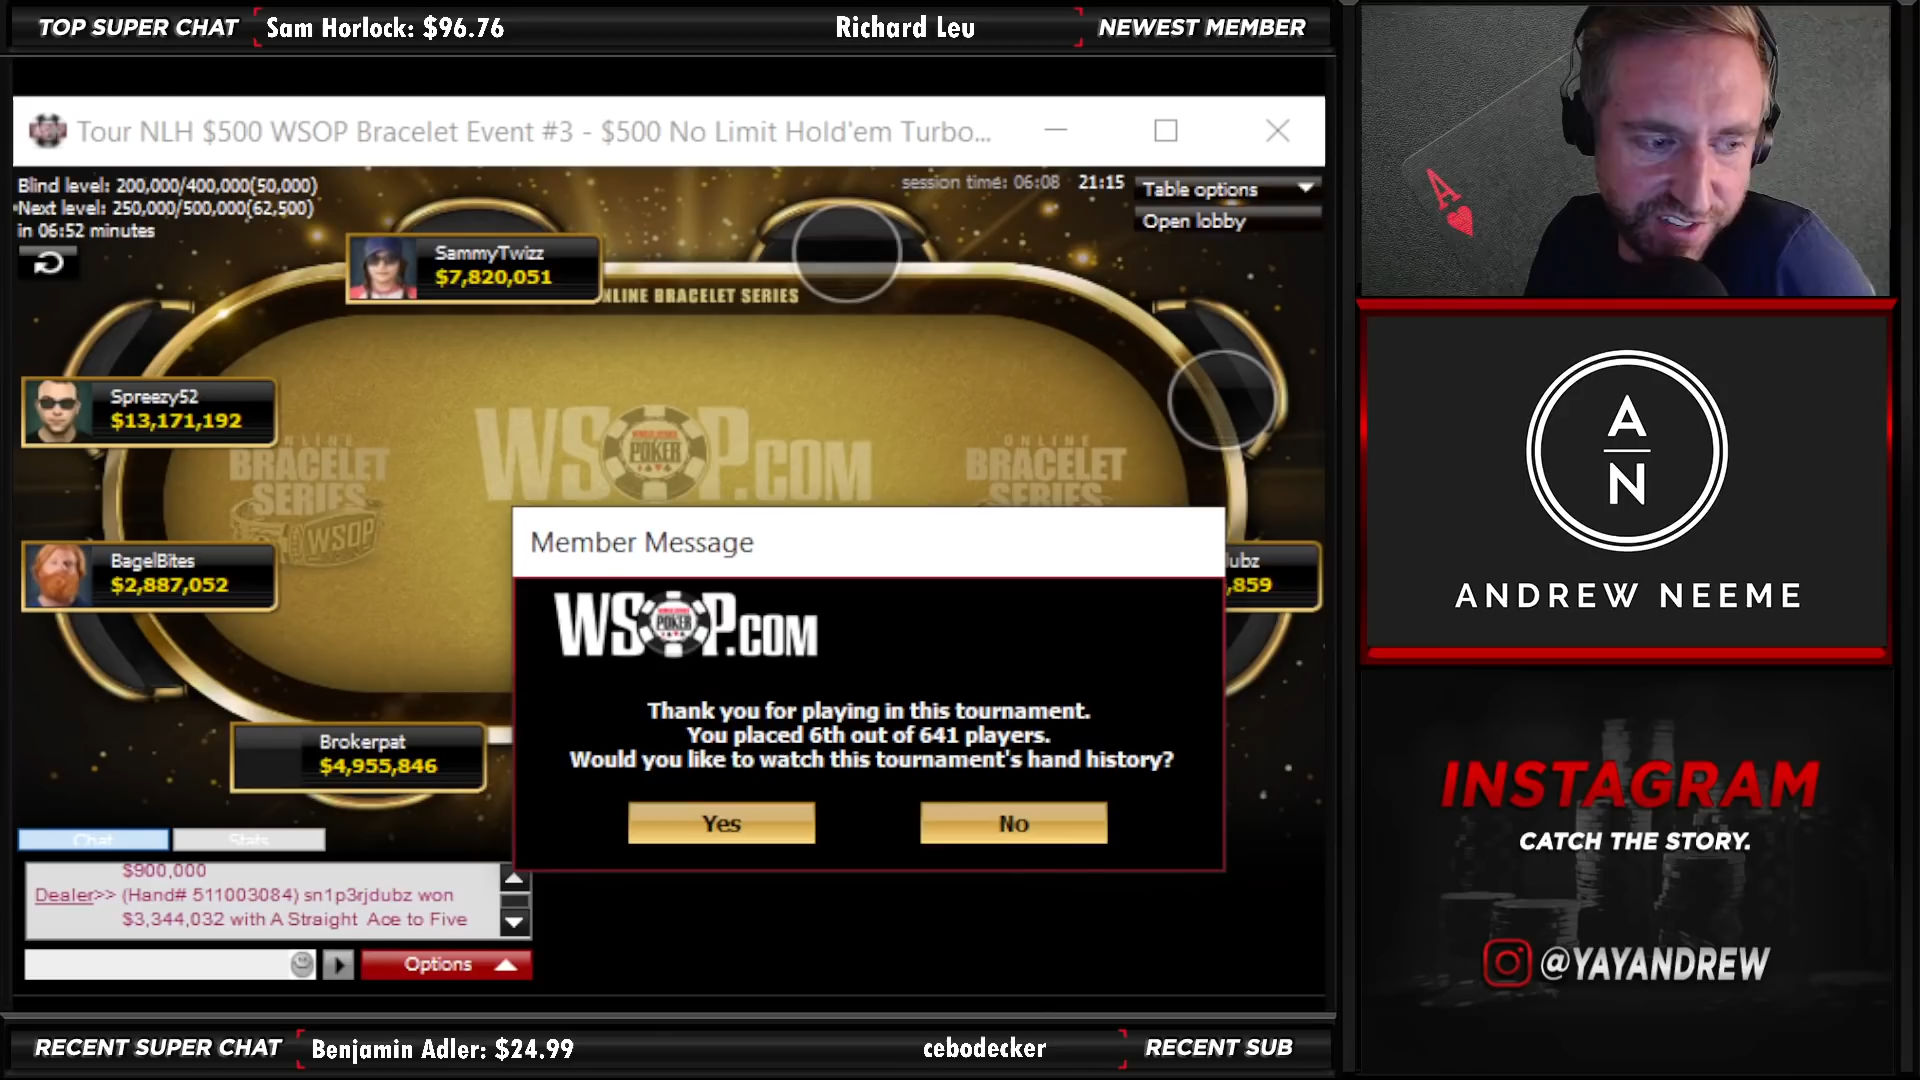 TOP SUPER CHAT Sam Horlock: $96.76 Richard Leu NEWEST MEMBER
Tour NLH $500 WSOP Bracelet Event #3 - $500 No Limit Hold'em Turbo...
Blind level: 200,000/400,000(50,000)
Next level: 250,000/500,000(62,500)
in 06:52 minutes
session time: 06:08 21:15
Table options
Open lobby
SammyTwizz
$7,820,051
NLINE BRACELET SERIES
Spreezy52
$13,171,192
BRACELET
SERIES
WSOP
WSOP.COM
POKER
ONLINE
BRACELET
SERIES
BagelBites
$2,887,052
ubz
,859
Brokerpat
$4,955,846
Member Message
WSOP.COM
POKER
Thank you for playing in this tournament.
You placed 6th out of 641 players.
Would you like to watch this tournament's hand history?
Yes No
Chat Stats
$900,000
Dealer>> (Hand# 511003084) sn1p3rjdubz won
$3,344,032 with A Straight Ace to Five
Options
A
A
N
ANDREW NEEME
INSTAGRAM
CATCH THE STORY.
@YAYANDREW
RECENT SUPER CHAT Benjamin Adler: $24.99 cebodecker RECENT SUB